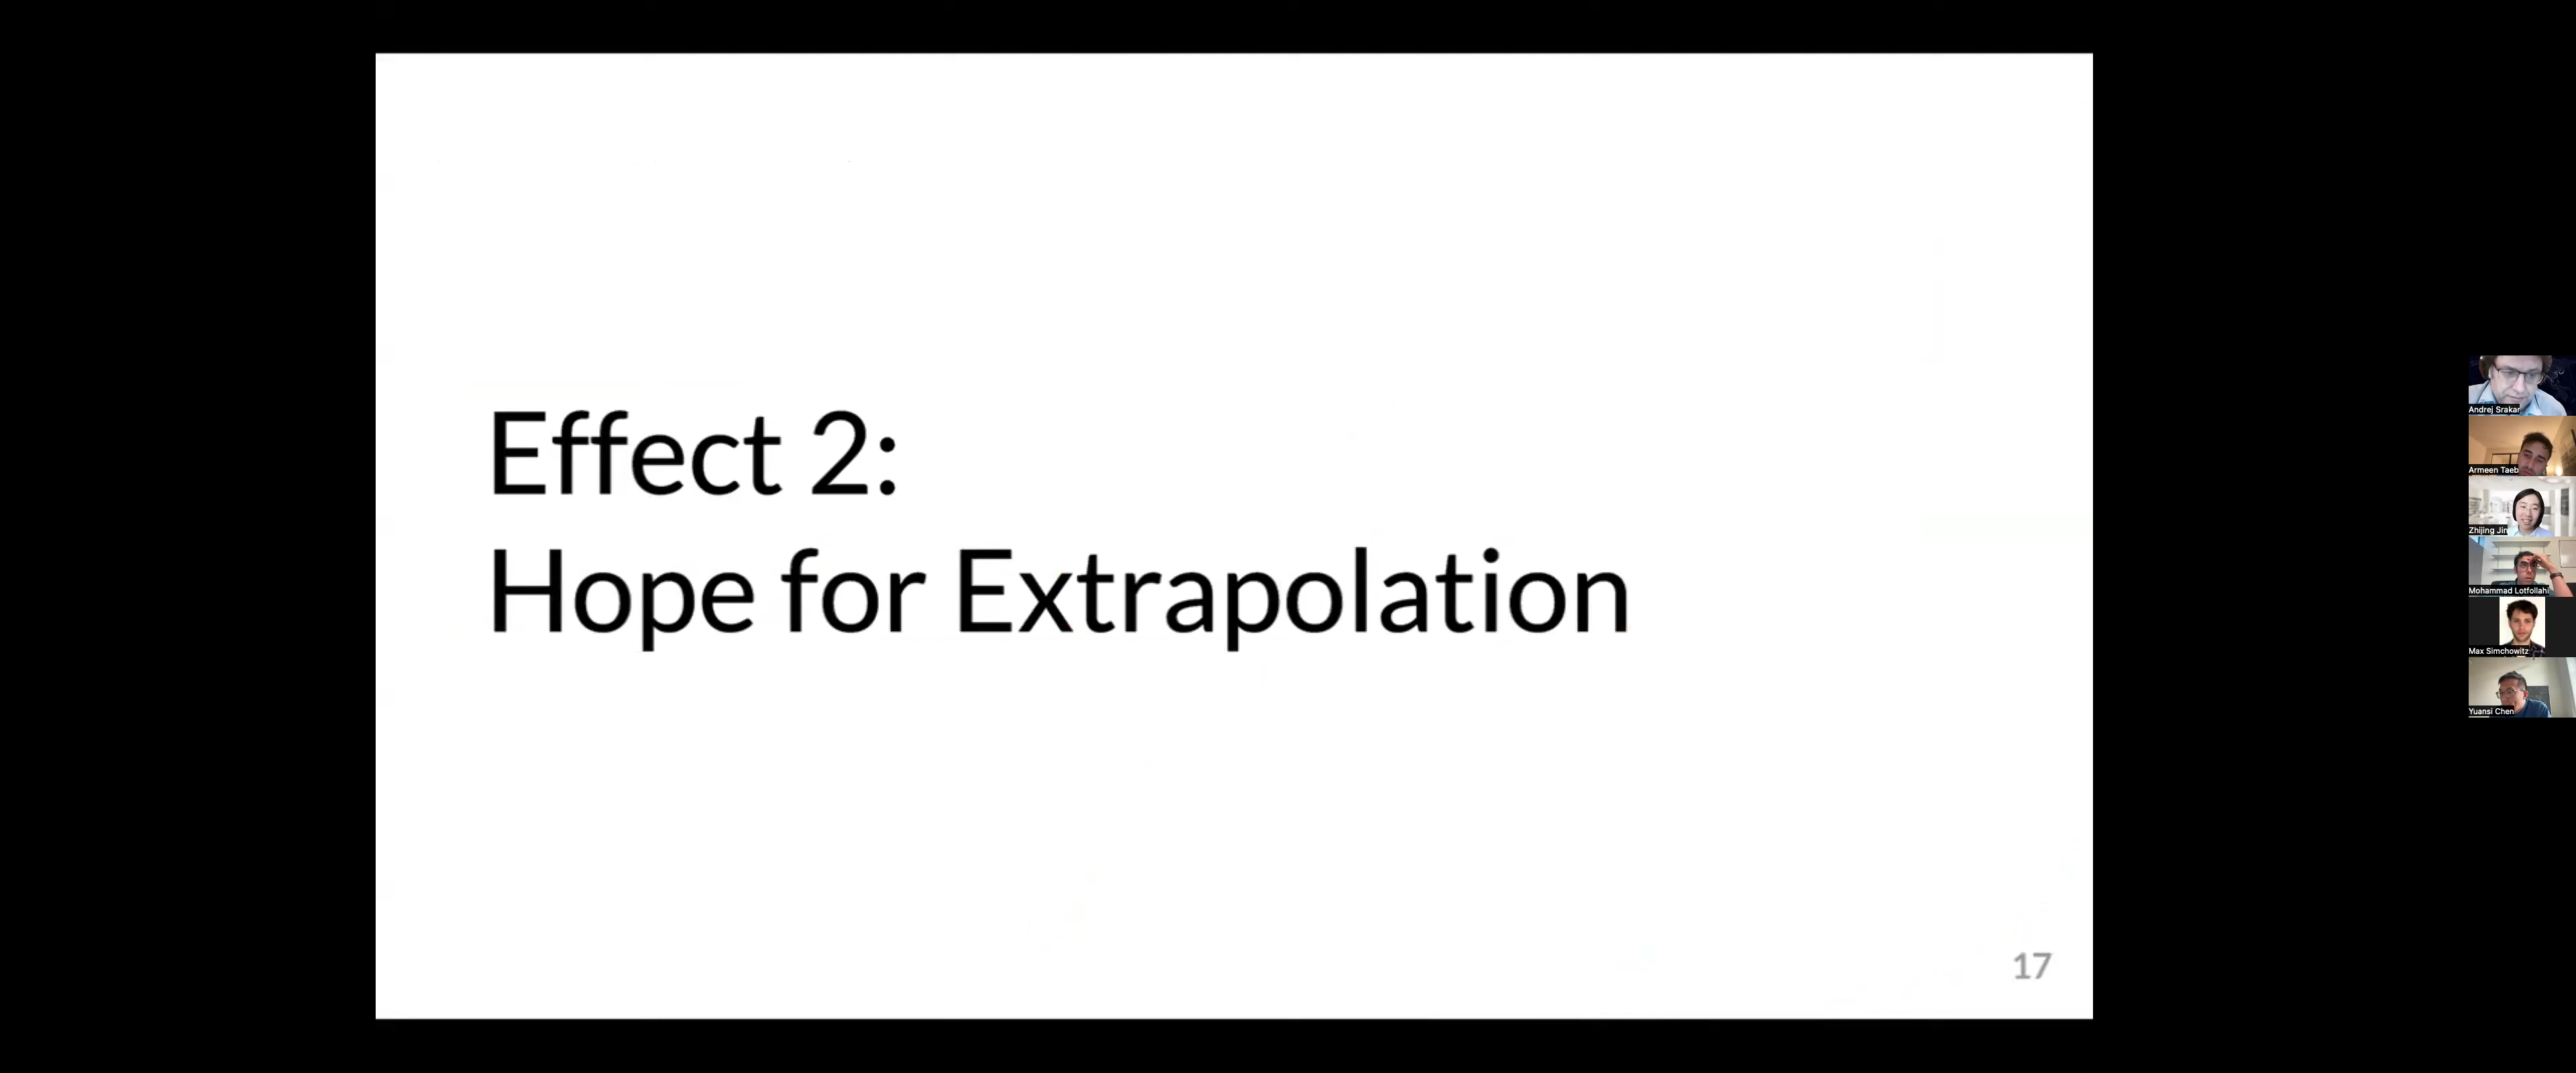 Effect 2:
Hope for Extrapolation
17
Andrej Srakar
Armeen Taeb
Zhijing Jin
Mohammad Lotfollahi
Max Simchowitz
Yuansi Chen